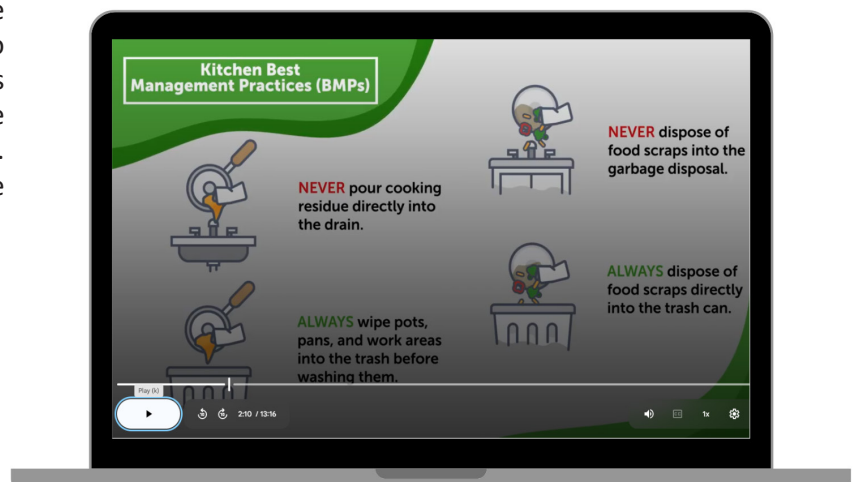 Kitchen Best
Management Practices (BMPs)
NEVER pour cooking
residue directly into
the drain.
ALWAYS wipe pots,
pans, and work areas
into the trash before
washing them.
NEVER dispose of
food scraps into the
garbage disposal.
ALWAYS dispose of
food scraps directly
into the trash can.
Play (k)
2:10 / 13:16
1x